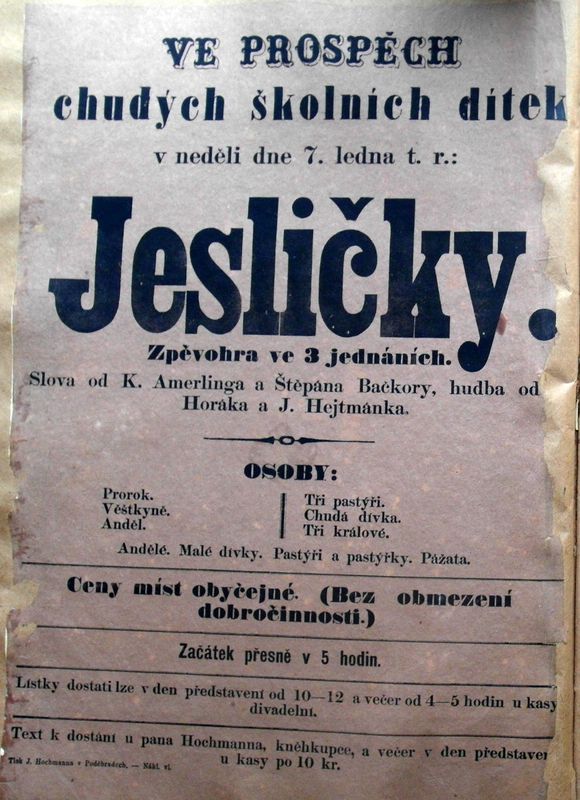 VE PROSPĚCH
chudých školních dítek
v neděli dne 7. ledna t. r.:
Jesličky.
Zpěvohra ve 3 jednáních.
Slova od K. Amerlinga a Štěpána Bačkory, hudba od
Horáka a J. Hejtmánka.
OSOBY:
Prorok.
Věštkyně.
Anděl.
Tři pastýři.
Chudá dívka.
Tři králové.
Andělé. Malé dívky. Pastýři a pastýřky. Pážata.
Ceny míst obyčejné. (Bez obmezení
dobročinnosti.)
Začátek přesně v 5 hodin.
Lístky dostati lze v den představení od 10—12 a večer od 4—5 hodin u kasy
divadelní.
Text k dostání u pana Hochmanna, kněhkupce, a večer v den představen
u kasy po 10 kr.
Tisk J. Hochmanna v Poděbradech. — Nákl. vl.